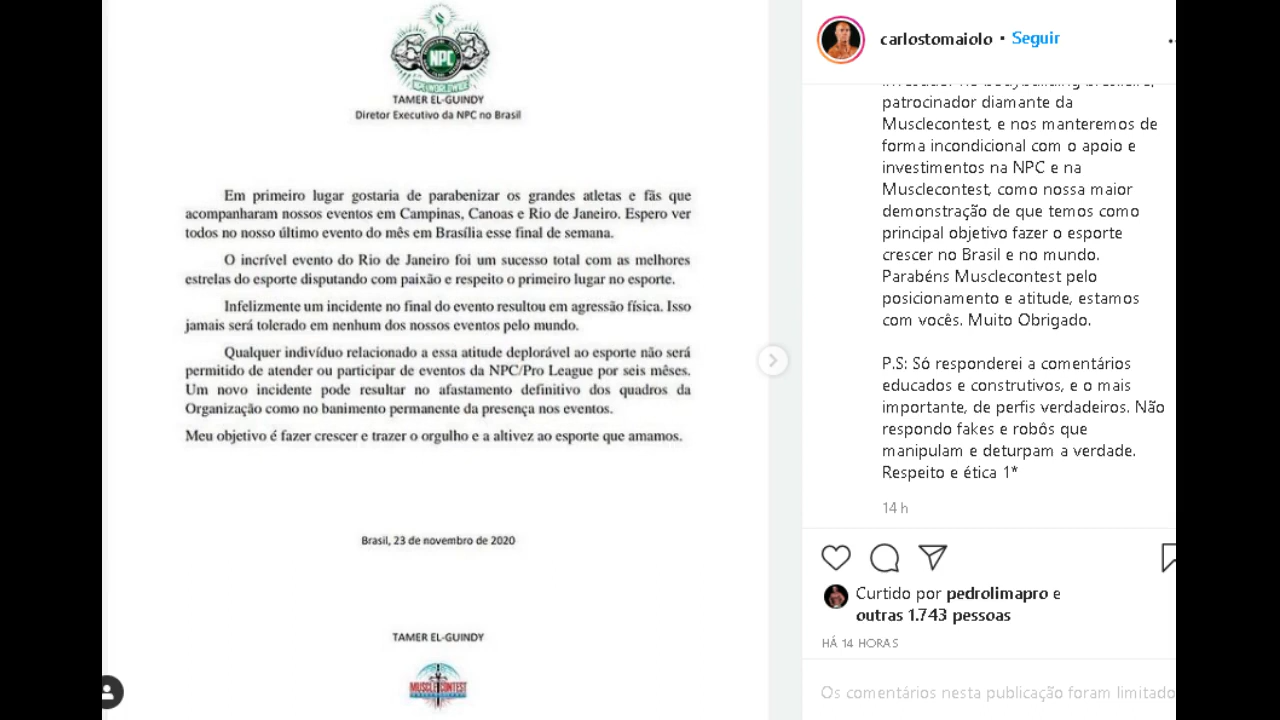 NPC
NPC WORLDWIDE
TAMER EL-GUINDY
Diretor Executivo da NPC no Brasil
Em primeiro lugar gostaria de parabenizar os grandes atletas e fãs que
acompanharam nossos eventos em Campinas, Canoas e Rio de Janeiro. Espero ver
todos no nosso último evento do mês em Brasília esse final de semana.
O incrível evento do Rio de Janeiro foi um sucesso total com as melhores
estrelas do esporte disputando com paixão e respeito o primeiro lugar no esporte.
Infelizmente um incidente no final do evento resultou em agressão física. Isso
jamais será tolerado em nenhum dos nossos eventos pelo mundo.
Qualquer indivíduo relacionado a essa atitude deplorável ao esporte não será
permitido de atender ou participar de eventos da NPC/Pro League por seis mêses.
Um novo incidente pode resultar no afastamento definitivo dos quadros da
Organização como no banimento permanente da presença nos eventos.
Meu objetivo é fazer crescer e trazer o orgulho e a altivez ao esporte que amamos.
Brasil, 23 de novembro de 2020
TAMER EL-GUINDY
MUSCLECONTEST
carlostomaiolo • Seguir
patrocinador diamante da
Musclecontest, e nos manteremos de
forma incondicional com o apoio e
investimentos na NPC e na
Musclecontest, como nossa maior
demonstração de que temos como
principal objetivo fazer o esporte
crescer no Brasil e no mundo.
Parabéns Musclecontest pelo
posicionamento e atitude, estamos
com vocês. Muito Obrigado.
P.S: Só responderei a comentários
educados e construtivos, e o mais
importante, de perfis verdadeiros. Não
respondo fakes e robôs que
manipulam e deturpam a verdade.
Respeito e ética 1*
14 h
Curtido por pedrolimapro e
outras 1.743 pessoas
HÁ 14 HORAS
Os comentários nesta publicação foram limitado